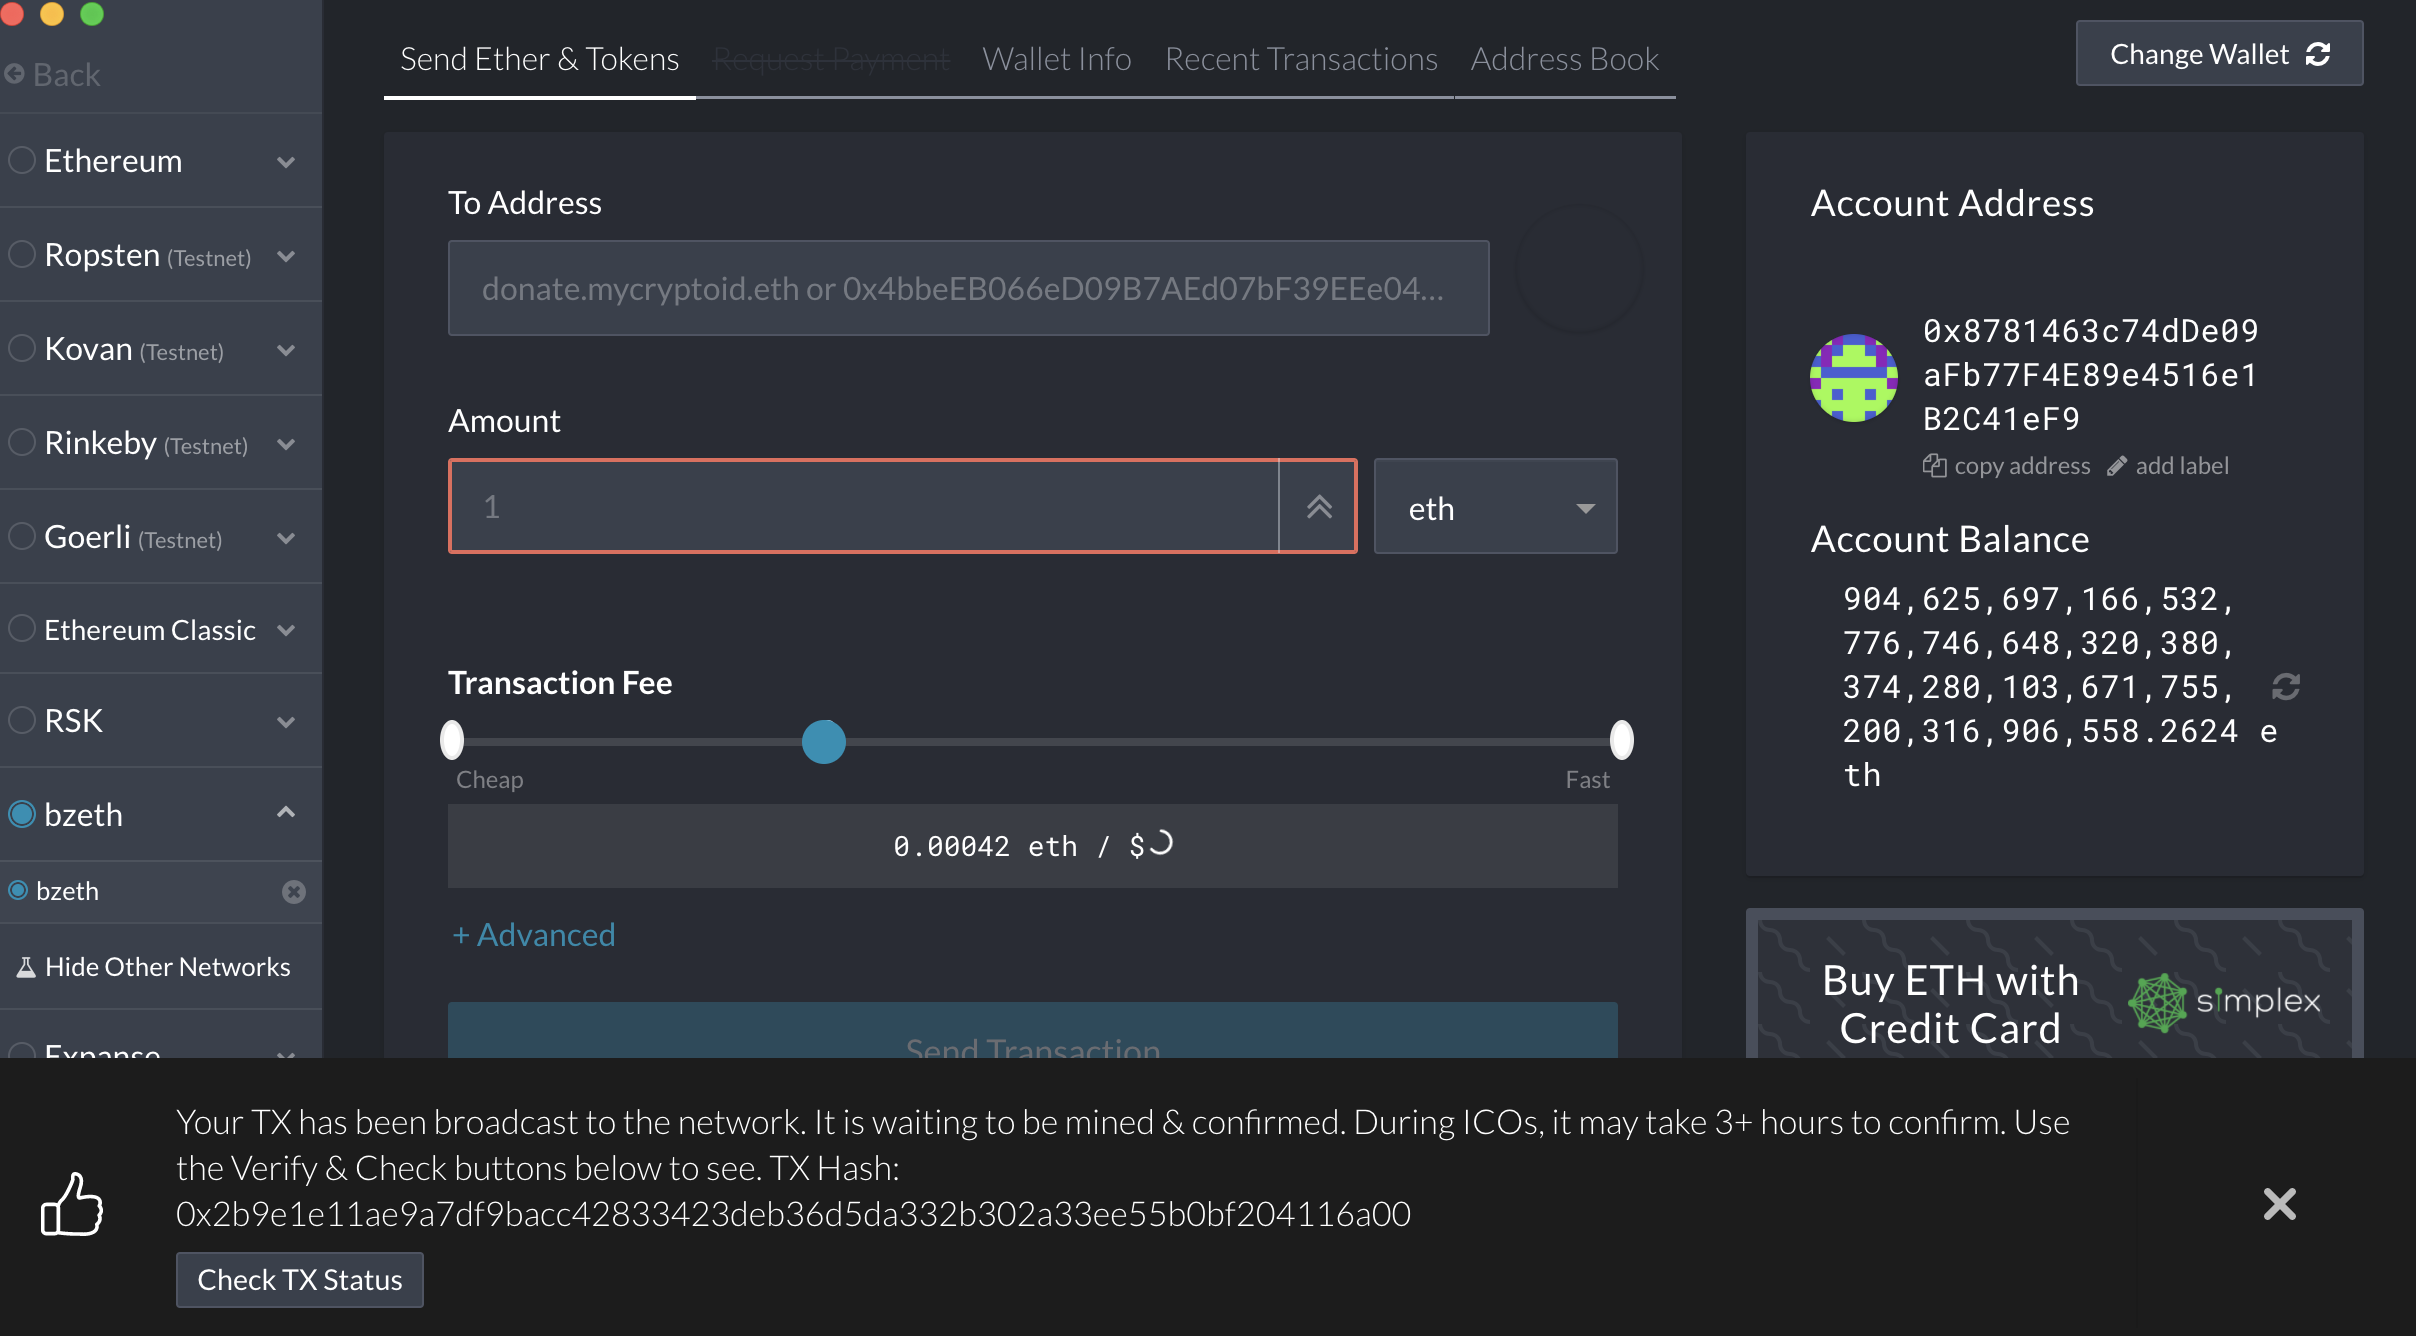 Back
Ethereum
Ropsten (Testnet)
Kovan (Testnet)
Rinkeby (Testnet)
Goerli (Testnet)
Ethereum Classic
RSK
bzeth
bzeth
Hide Other Networks
Expanse
Send Ether & Tokens Request Payment Wallet Info Recent Transactions Address Book
Change Wallet
To Address
donate.mycryptoid.eth or 0x4bbeEB066eD09B7AEd07bF39EEe04...
Amount
1
eth
Transaction Fee
Cheap Fast
0.00042 eth / $
+ Advanced
Send Transaction
Account Address
0x8781463c74dDe09
aFb77F4E89e4516e1
B2C41eF9
copy address add label
Account Balance
904,625,697,166,532,
776,746,648,320,380,
374,280,103,671,755,
200,316,906,558.2624 e
th
Buy ETH with
Credit Card
simplex
Your TX has been broadcast to the network. It is waiting to be mined & confirmed. During ICOs, it may take 3+ hours to confirm. Use
the Verify & Check buttons below to see. TX Hash:
0x2b9e1e11ae9a7df9bacc42833423deb36d5da332b302a33ee55b0bf204116a00
Check TX Status